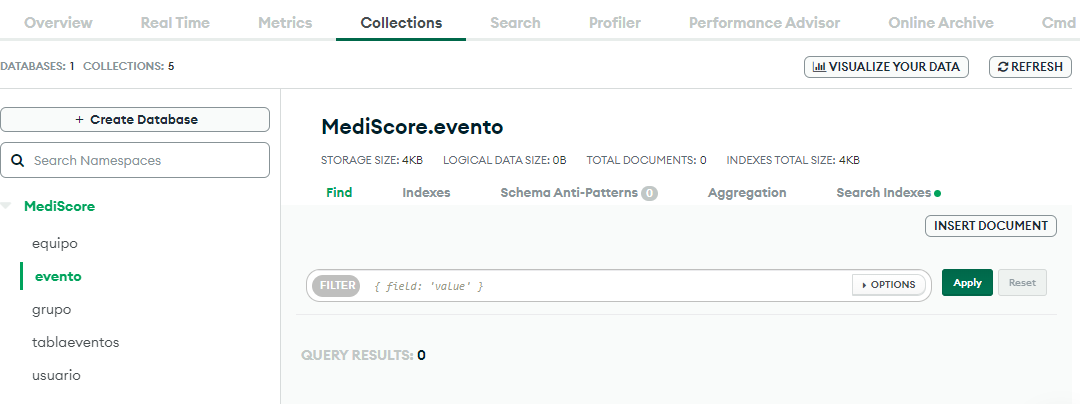 Overview Real Time Metrics Collections Search Profiler Performance Advisor Online Archive Cmd
DATABASES: 1 COLLECTIONS: 5
VISUALIZE YOUR DATA
REFRESH
+ Create Database
Search Namespaces
MediScore
equipo
evento
grupo
tablaeventos
usuario
MediScore.evento
STORAGE SIZE: 4KB LOGICAL DATA SIZE: 0B TOTAL DOCUMENTS: 0 INDEXES TOTAL SIZE: 4KB
Find Indexes Schema Anti-Patterns 0 Aggregation Search Indexes
INSERT DOCUMENT
FILTER { field: 'value' } OPTIONS Apply Reset
QUERY RESULTS: 0